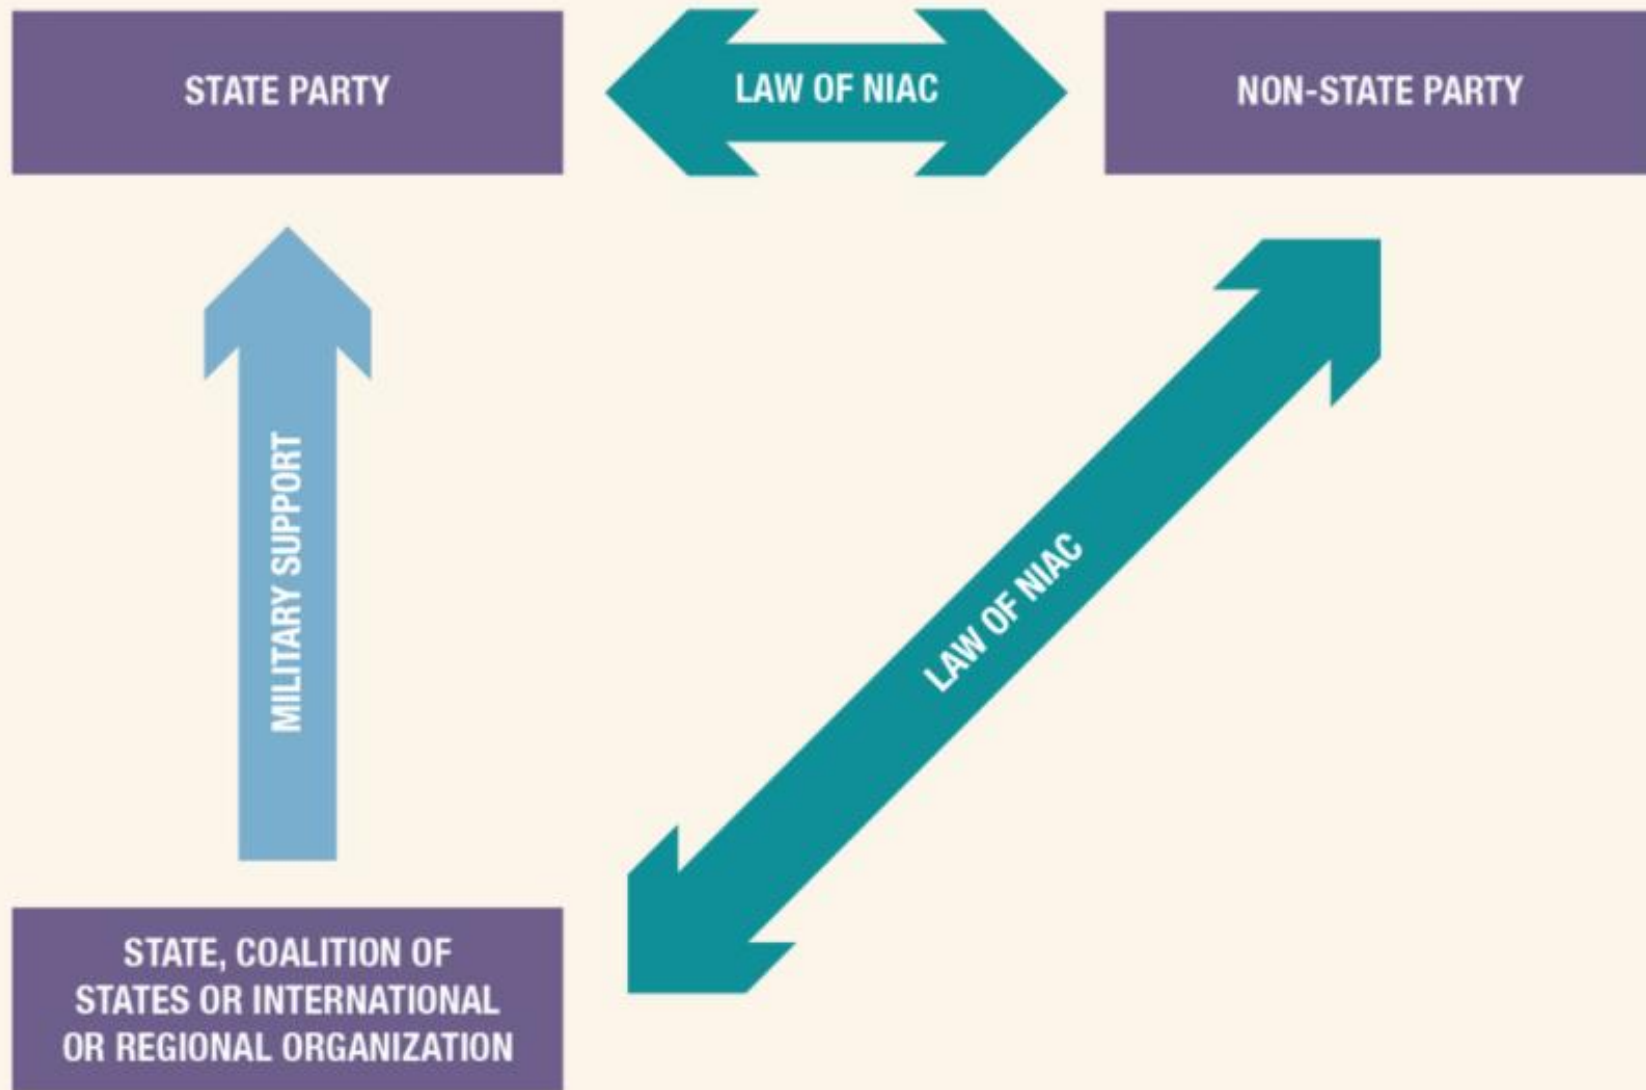 STATE PARTY
LAW OF NIAC
NON-STATE PARTY
MILITARY SUPPORT
LAW OF NIAC
STATE, COALITION OF
STATES OR INTERNATIONAL
OR REGIONAL ORGANIZATION